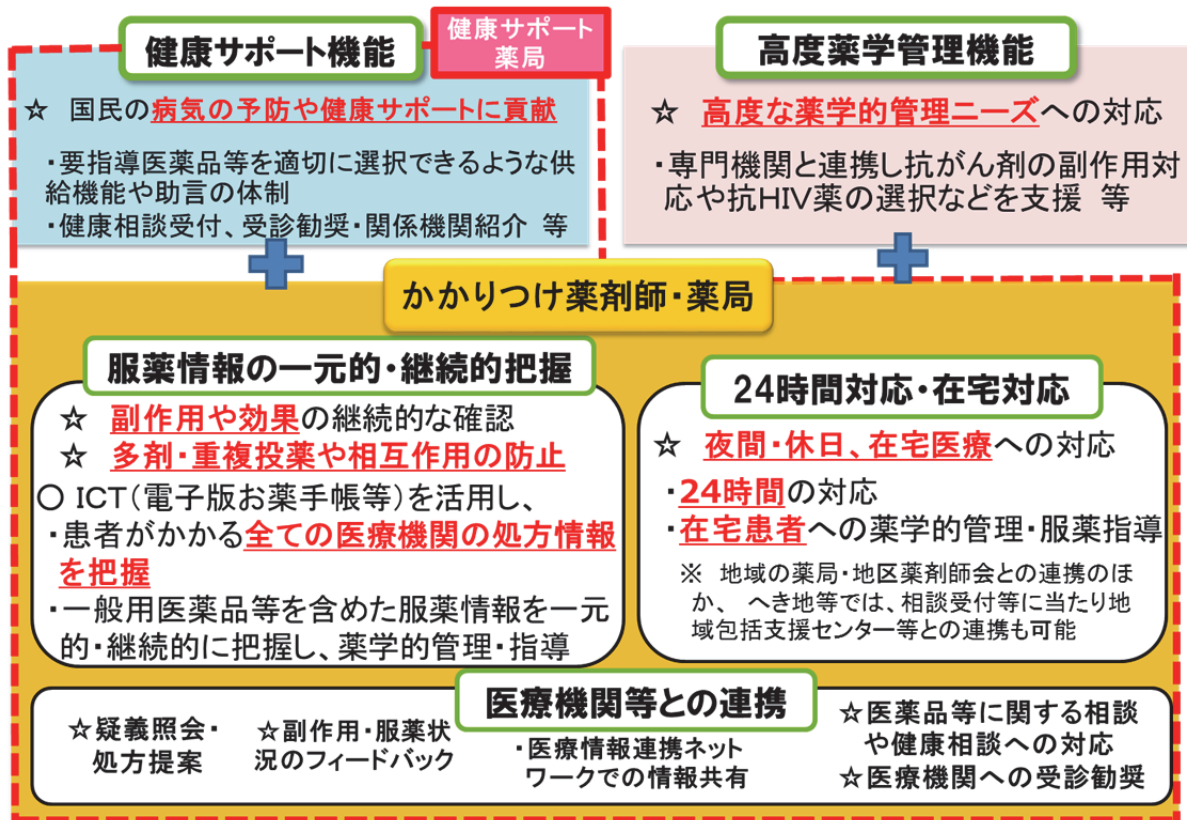 健康サポート機能
健康サポート
薬局
☆ 国民の病気の予防や健康サポートに貢献
・要指導医薬品等を適切に選択できるような供
給機能や助言の体制
・健康相談受付、受診勧奨・関係機関紹介 等
高度薬学管理機能
☆ 高度な薬学的管理ニーズへの対応
・専門機関と連携し抗がん剤の副作用対
応や抗HIV薬の選択などを支援 等
かかりつけ薬剤師・薬局
服薬情報の一元的・継続的把握
☆ 副作用や効果の継続的な確認
☆ 多剤・重複投薬や相互作用の防止
○ ICT(電子版お薬手帳等)を活用し、
・患者がかかる全ての医療機関の処方情報
を把握
・一般用医薬品等を含めた服薬情報を一元
的・継続的に把握し、薬学的管理・指導
24時間対応・在宅対応
☆ 夜間・休日、在宅医療への対応
・24時間の対応
・在宅患者への薬学的管理・服薬指導
※ 地域の薬局・地区薬剤師会との連携のほ
か、 へき地等では、相談受付等に当たり地
域包括支援センター等との連携も可能
医療機関等との連携
☆疑義照会・
処方提案
☆副作用・服薬状
況のフィードバック
・医療情報連携ネット
ワークでの情報共有
☆医薬品等に関する相談
や健康相談への対応
☆医療機関への受診勧奨